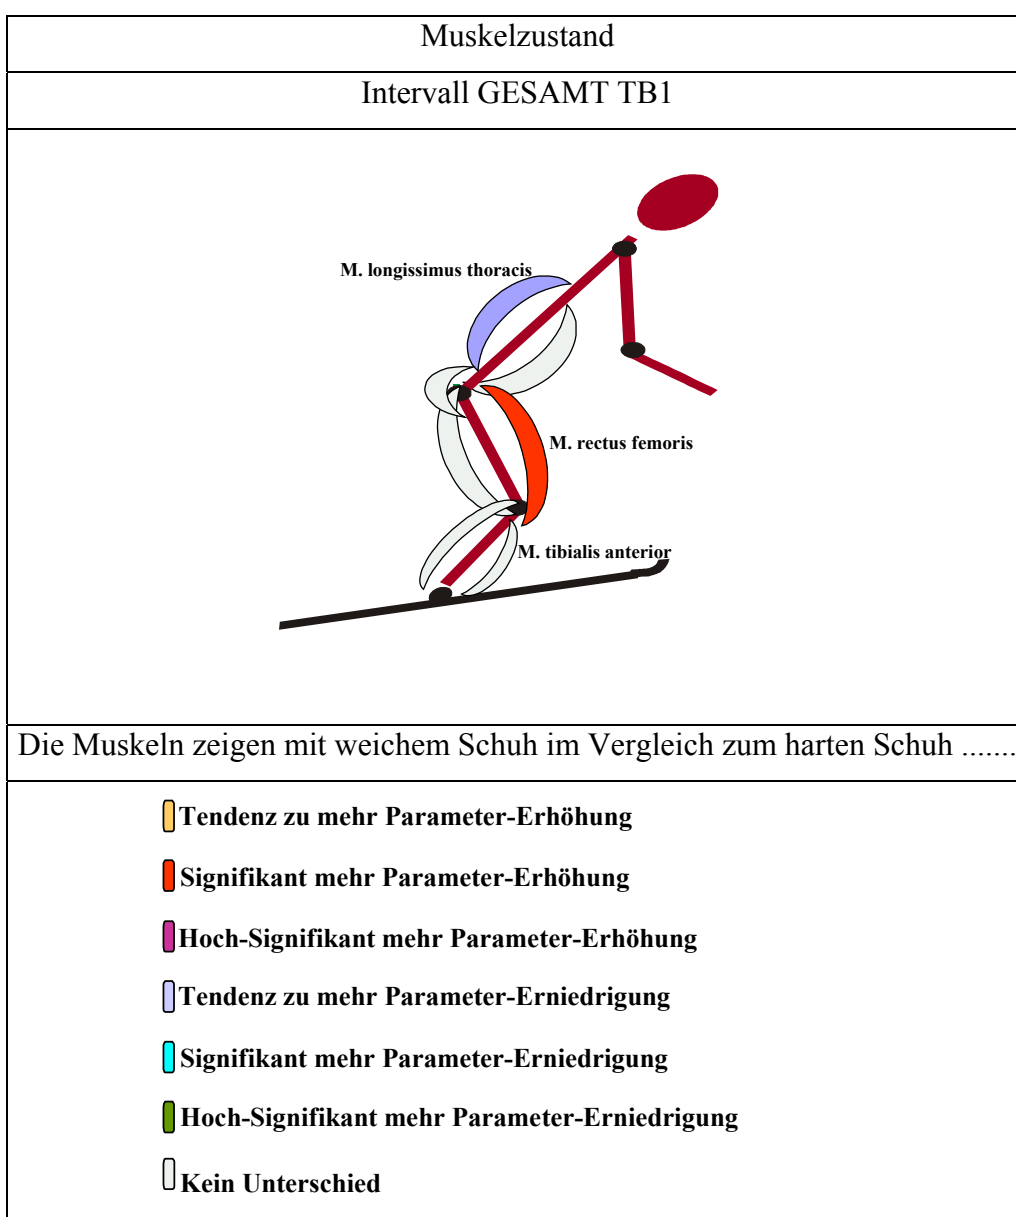 Muskelzustand
Intervall GESAMT TB1
M. longissimus thoracis
M. rectus femoris
M. tibialis anterior
Die Muskeln zeigen mit weichem Schuh im Vergleich zum harten Schuh .......
Tendenz zu mehr Parameter-Erhöhung
Signifikant mehr Parameter-Erhöhung
Hoch-Signifikant mehr Parameter-Erhöhung
Tendenz zu mehr Parameter-Erniedrigung
Signifikant mehr Parameter-Erniedrigung
Hoch-Signifikant mehr Parameter-Erniedrigung
Kein Unterschied